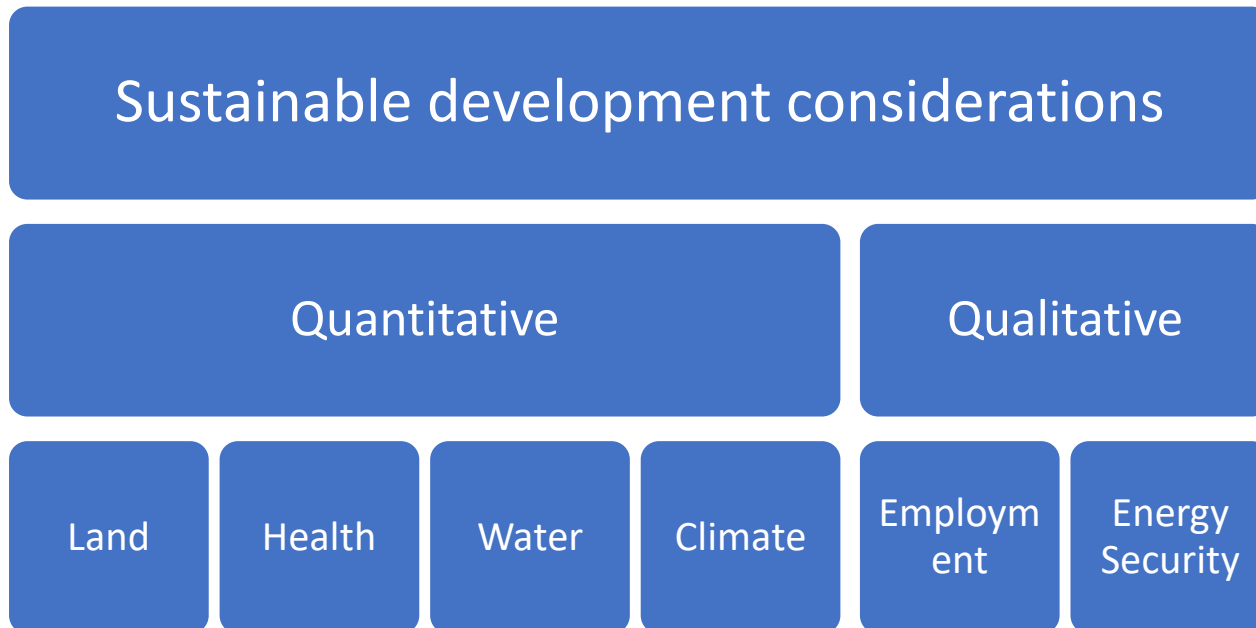 Sustainable development considerations
Quantitative
Qualitative
Land
Health
Water
Climate
Employm
ent
Energy
Security